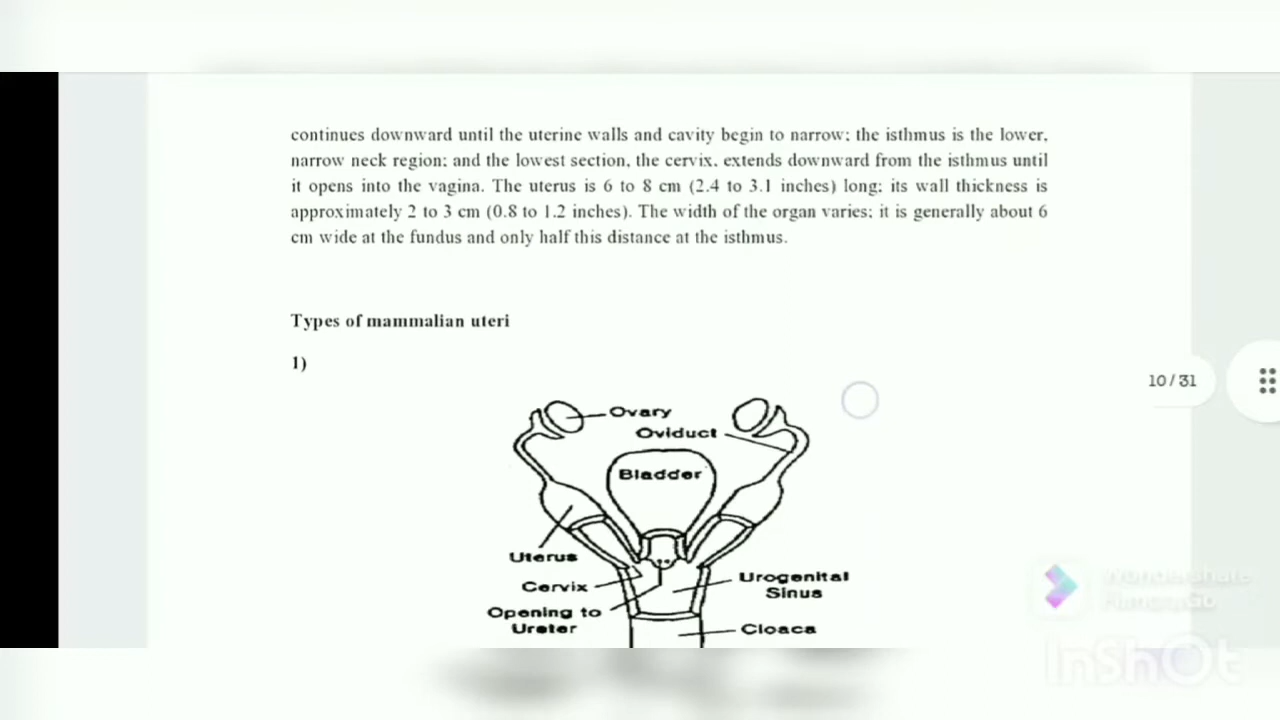 continues downward until the uterine walls and cavity begin to narrow; the isthmus is the lower,
narrow neck region; and the lowest section, the cervix, extends downward from the isthmus until
it opens into the vagina. The uterus is 6 to 8 cm (2.4 to 3.1 inches) long; its wall thickness is
approximately 2 to 3 cm (0.8 to 1.2 inches). The width of the organ varies; it is generally about 6
cm wide at the fundus and only half this distance at the isthmus.
Types of mammalian uteri
1)
10 / 31
Ovary
Oviduct
Bladder
Uterus
Cervix
Urogenital
Sinus
Opening to
Ureter
Cloaca
Wondershare
FilmoraGo
InShOt